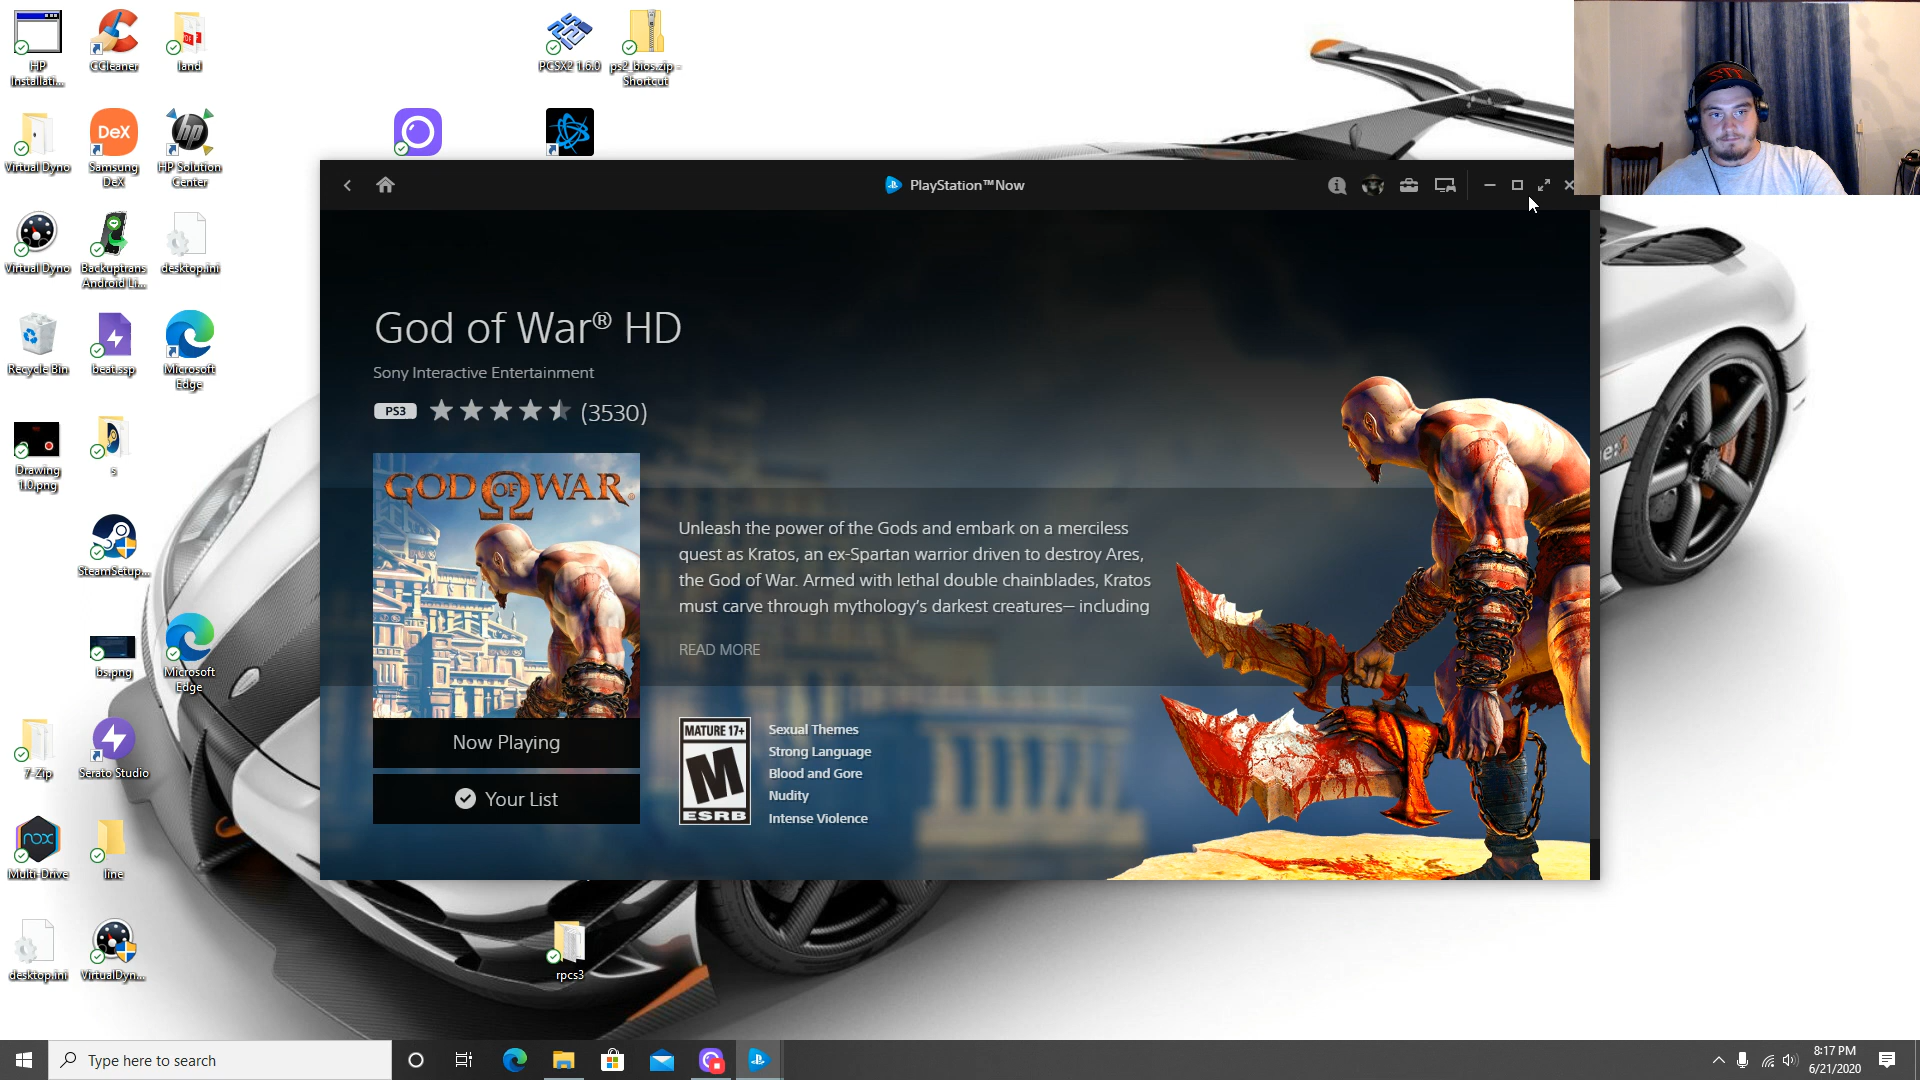 HP
Installati...
CCleaner
land
PCSX2 1.6.0
ps2_bios.zip -
Shortcut
Virtual Dyno
DeX
Samsung
DeX
hp
HP Solution
Center
PlayStation™Now
Virtual Dyno
Backuptrans
Android Li...
desktop.ini
God of War® HD
Sony Interactive Entertainment
PS3
(3530)
Recycle Bin
beat.ssp
Microsoft
Edge
Drawing
1.0.png
s
GOD OF WAR
Unleash the power of the Gods and embark on a merciless
quest as Kratos, an ex-Spartan warrior driven to destroy Ares,
the God of War. Armed with lethal double chainblades, Kratos
must carve through mythology's darkest creatures— including
READ MORE
SteamSetup...
bs.png
Microsoft
Edge
Now Playing
Your List
MATURE 17+
M
ESRB
Sexual Themes
Strong Language
Blood and Gore
Nudity
Intense Violence
7-Zip
Serato Studio
nox
Multi-Drive
line
desktop.ini
VirtualDyn...
rpcs3
Type here to search
8:17 PM
6/21/2020